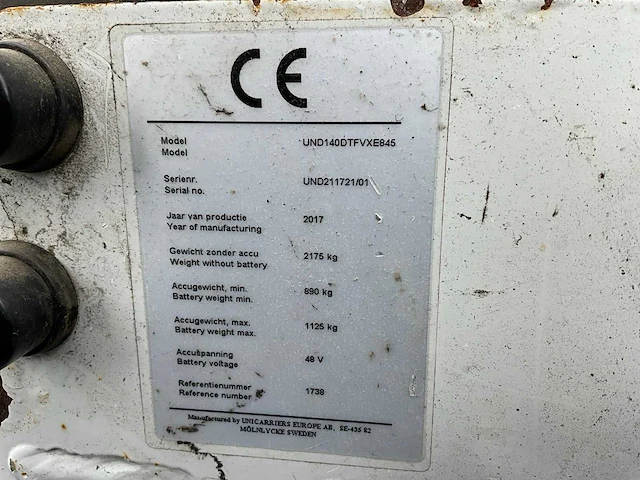 CE
Model UND140DTFVXE845
Model
Serienr. UND211721/01
Serial no.
Jaar van productie 2017
Year of manufacturing
Gewicht zonder accu 2175 kg
Weight without battery
Accugewicht, min. 890 kg
Battery weight min.
Accugewicht, max. 1125 kg
Battery weight max.
Accuspanning 48 V
Battery voltage
Referentienummer 1738
Reference number
Manufactured by UNICARRIERS EUROPE AB, SE-435 82
MÖLNLYCKE SWEDEN